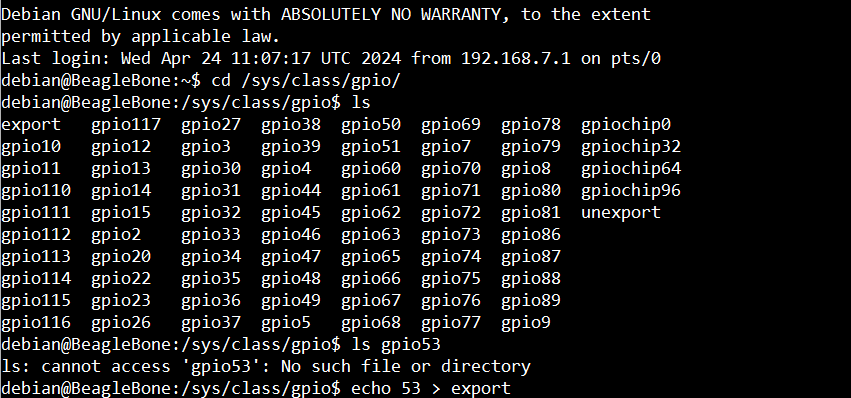 Debian GNU/Linux comes with ABSOLUTELY NO WARRANTY, to the extent
permitted by applicable law.
Last login: Wed Apr 24 11:07:17 UTC 2024 from 192.168.7.1 on pts/0
debian@BeagleBone:~$ cd /sys/class/gpio/
debian@BeagleBone:/sys/class/gpio$ ls
export   gpio117  gpio27  gpio38  gpio50  gpio69  gpio78  gpiochip0
gpio10   gpio12   gpio3   gpio39  gpio51  gpio7   gpio79  gpiochip32
gpio11   gpio13   gpio30  gpio4   gpio60  gpio70  gpio8   gpiochip64
gpio110  gpio14   gpio31  gpio44  gpio61  gpio71  gpio80  gpiochip96
gpio111  gpio15   gpio32  gpio45  gpio62  gpio72  gpio81  unexport
gpio112  gpio2    gpio33  gpio46  gpio63  gpio73  gpio86
gpio113  gpio20   gpio34  gpio47  gpio65  gpio74  gpio87
gpio114  gpio22   gpio35  gpio48  gpio66  gpio75  gpio88
gpio115  gpio23   gpio36  gpio49  gpio67  gpio76  gpio89
gpio116  gpio26   gpio37  gpio5   gpio68  gpio77  gpio9
debian@BeagleBone:/sys/class/gpio$ ls gpio53
ls: cannot access 'gpio53': No such file or directory
debian@BeagleBone:/sys/class/gpio$ echo 53 > export